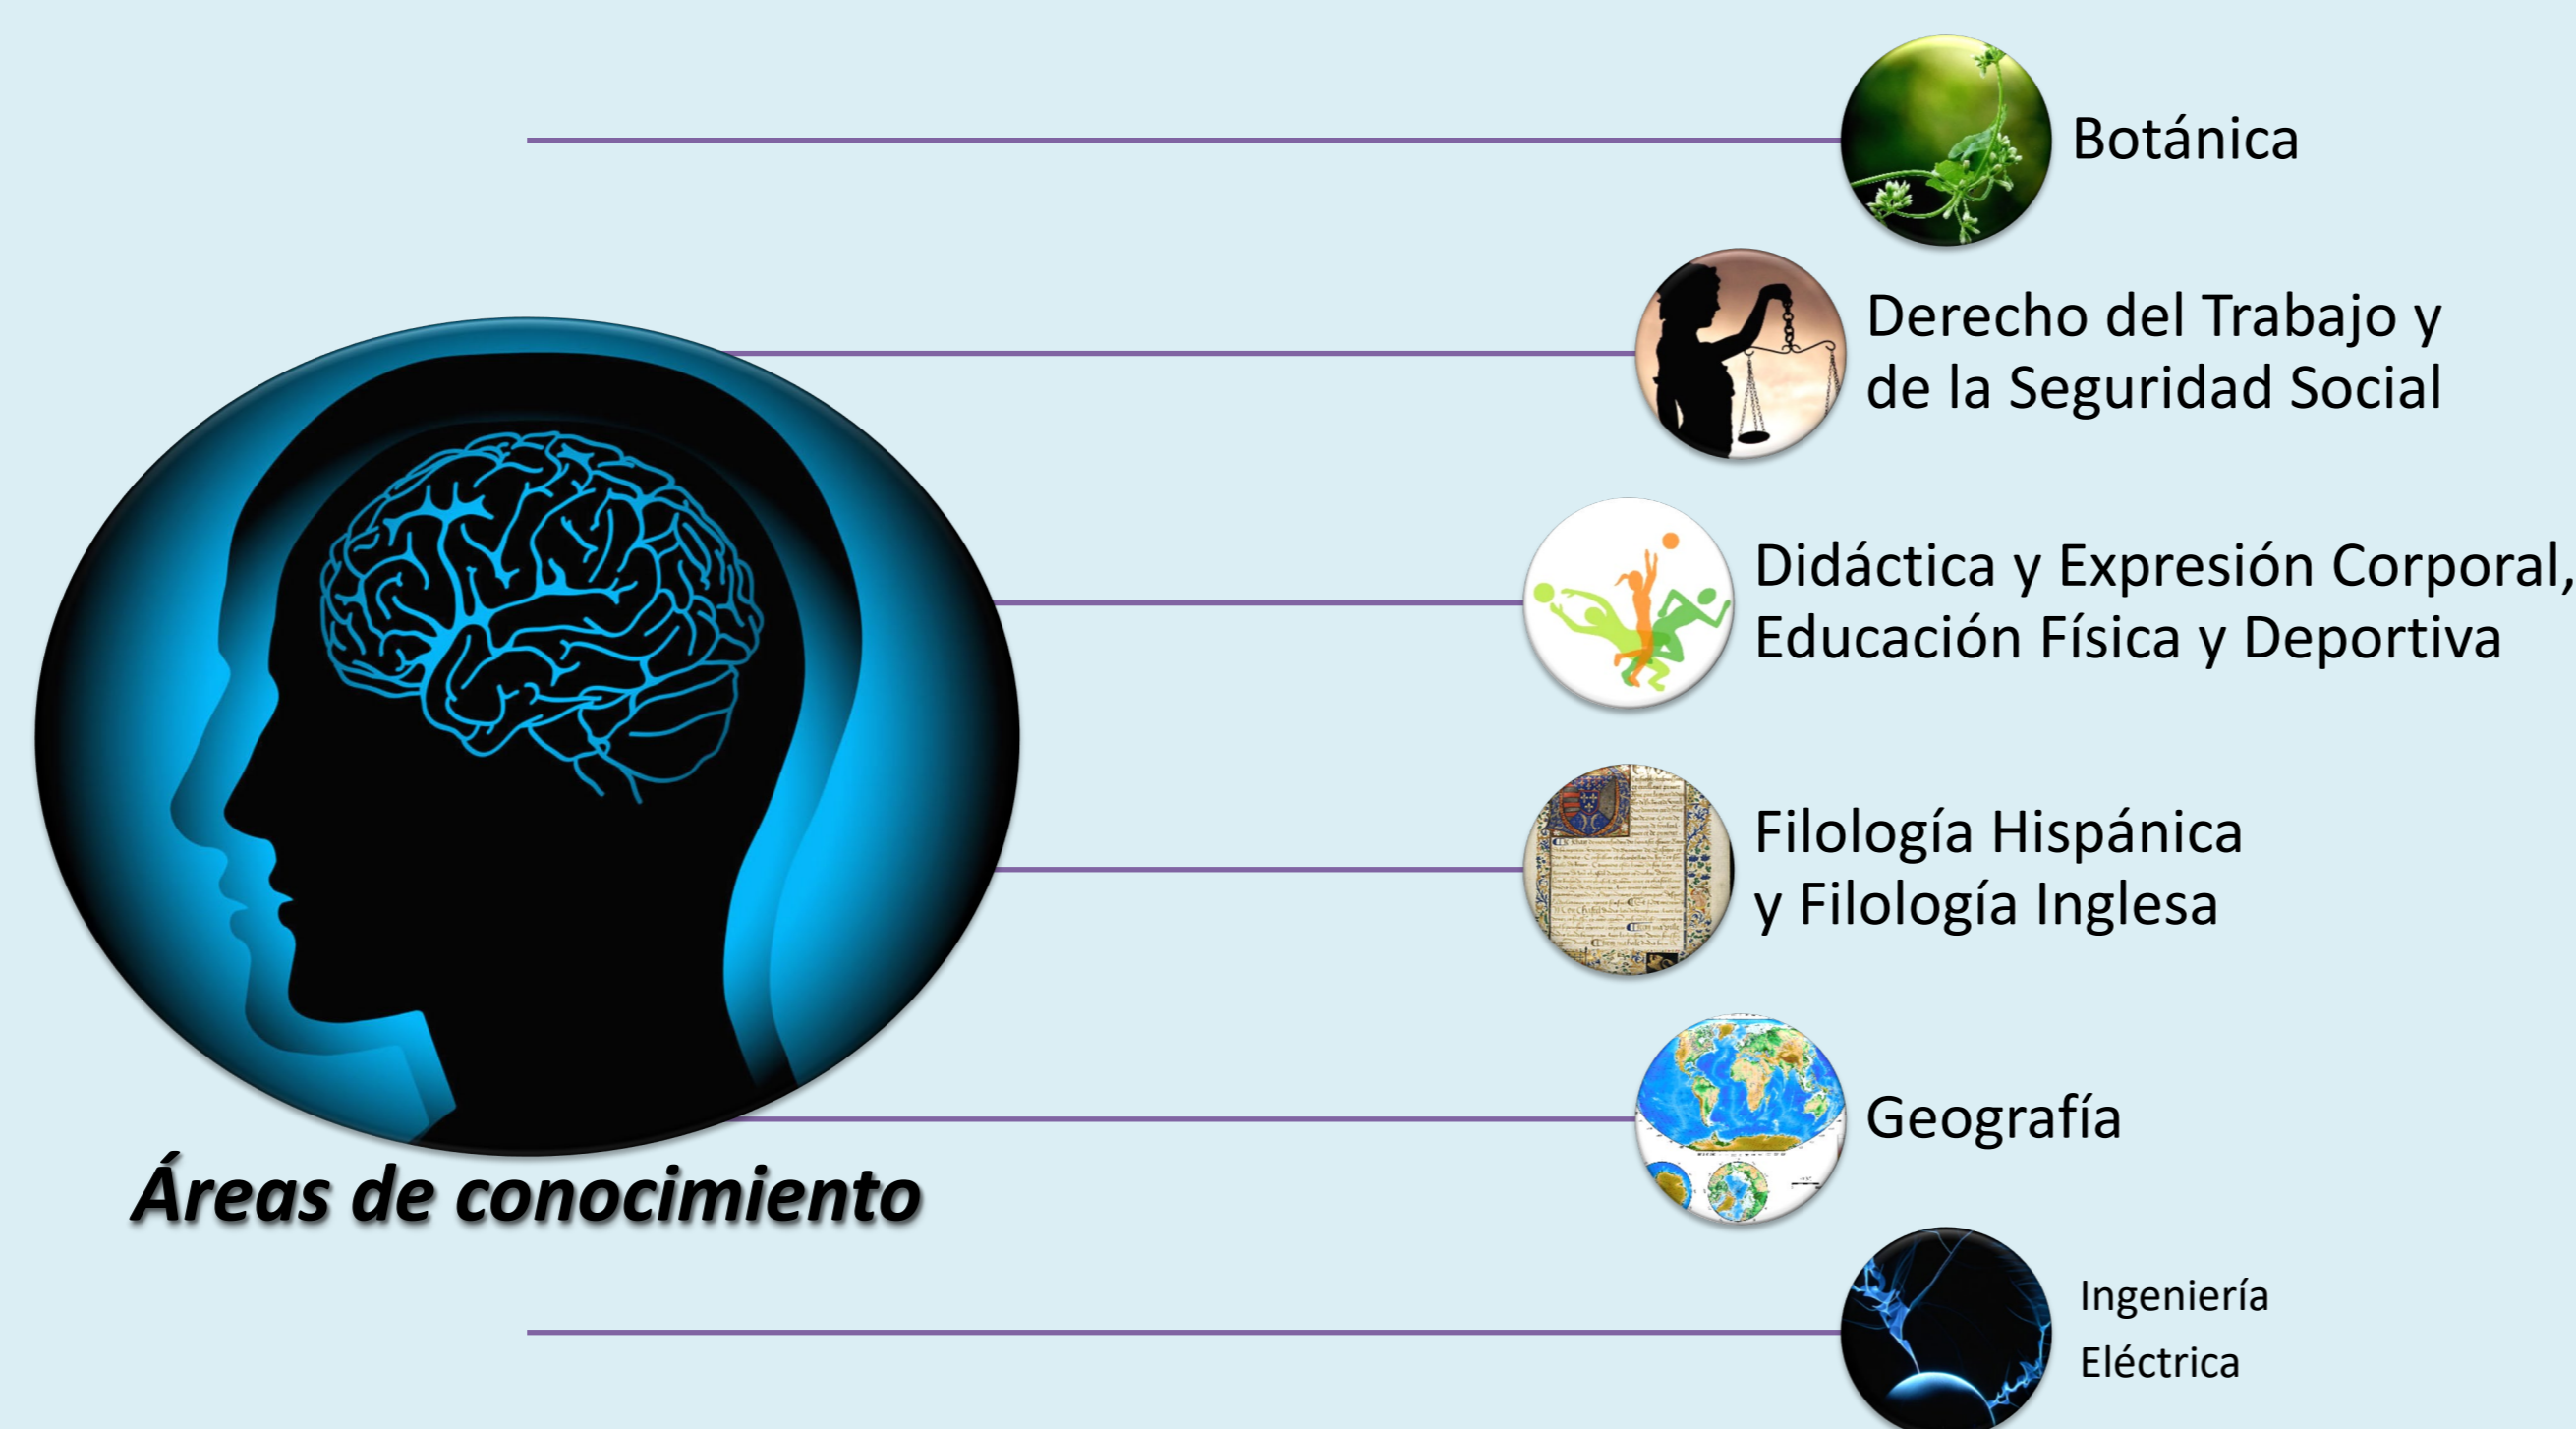 Botánica
Derecho del Trabajo y
de la Seguridad Social
Didáctica y Expresión Corporal,
Educación Física y Deportiva
Filología Hispánica
y Filología Inglesa
Geografía
Áreas de conocimiento
Ingeniería
Eléctrica